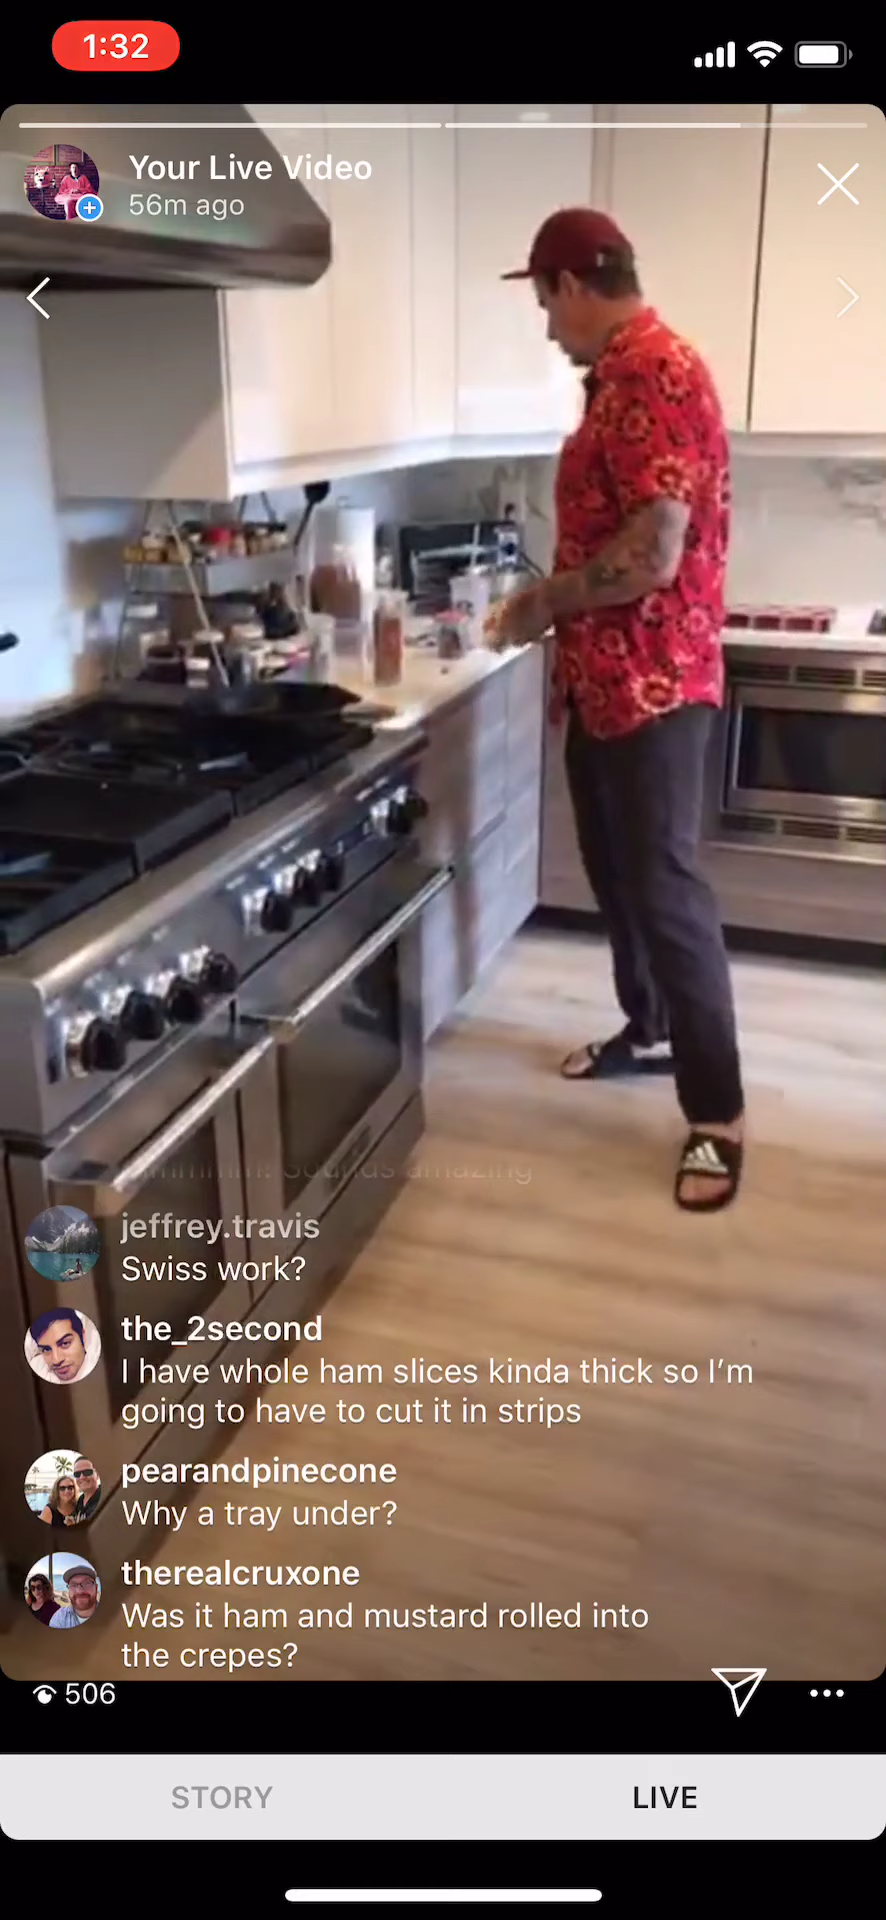 1:32
Your Live Video
56m ago
Sounds amazing
jeffrey.travis
Swiss work?
the_2second
I have whole ham slices kinda thick so I’m
going to have to cut it in strips
pearandpinecone
Why a tray under?
therealcruxone
Was it ham and mustard rolled into
the crepes?
506
STORY
LIVE